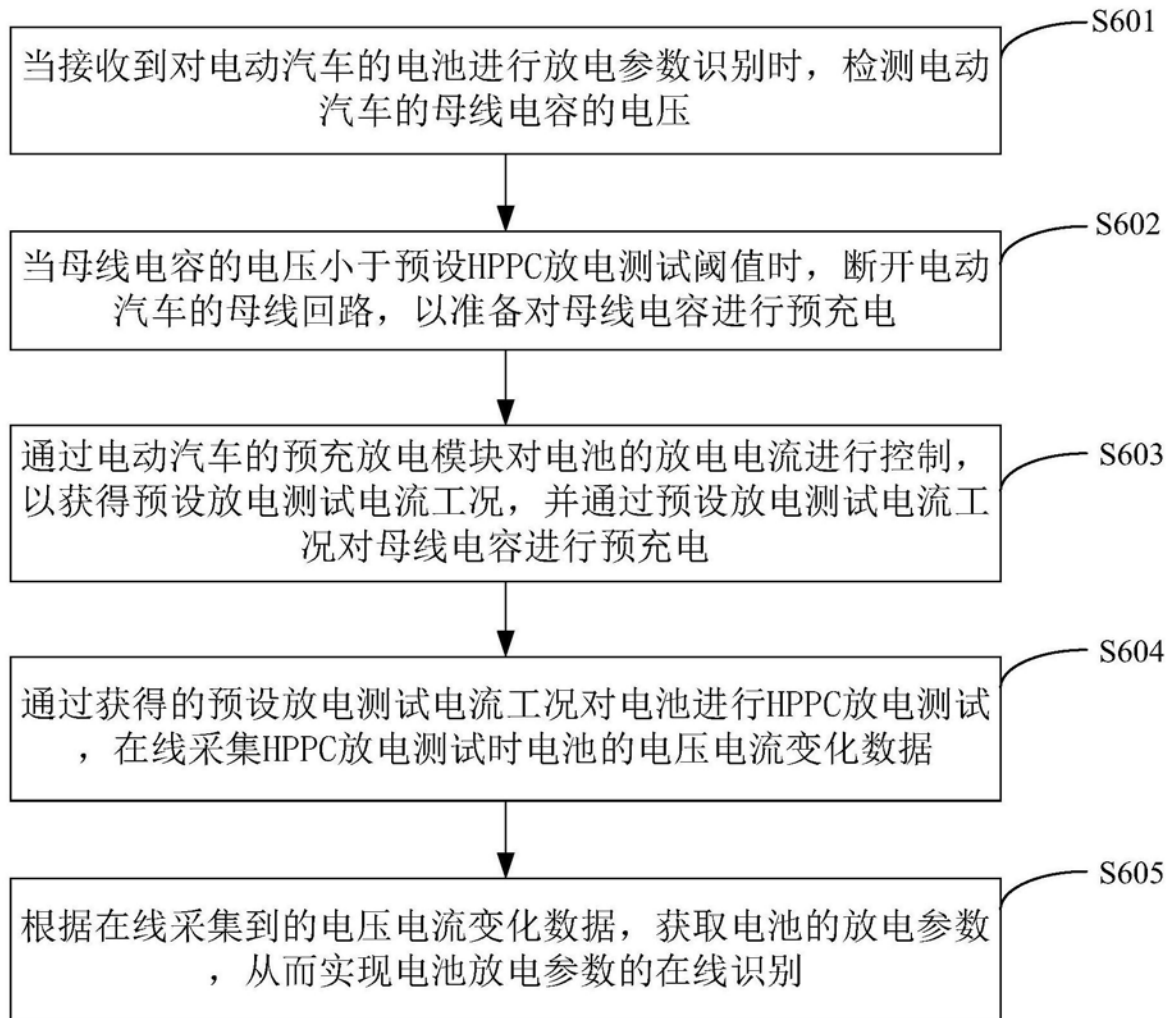 S601
当接收到对电动汽车的电池进行放电参数识别时，检测电动
汽车的母线电容的电压
S602
当母线电容的电压小于预设HPPC放电测试阈值时，断开电动
汽车的母线回路，以准备对母线电容进行预充电
S603
通过电动汽车的预充放电模块对电池的放电电流进行控制，
以获得预设放电测试电流工况，并通过预设放电测试电流工
况对母线电容进行预充电
S604
通过获得的预设放电测试电流工况对电池进行HPPC放电测试
，在线采集HPPC放电测试时电池的电压电流变化数据
S605
根据在线采集到的电压电流变化数据，获取电池的放电参数
，从而实现电池放电参数的在线识别